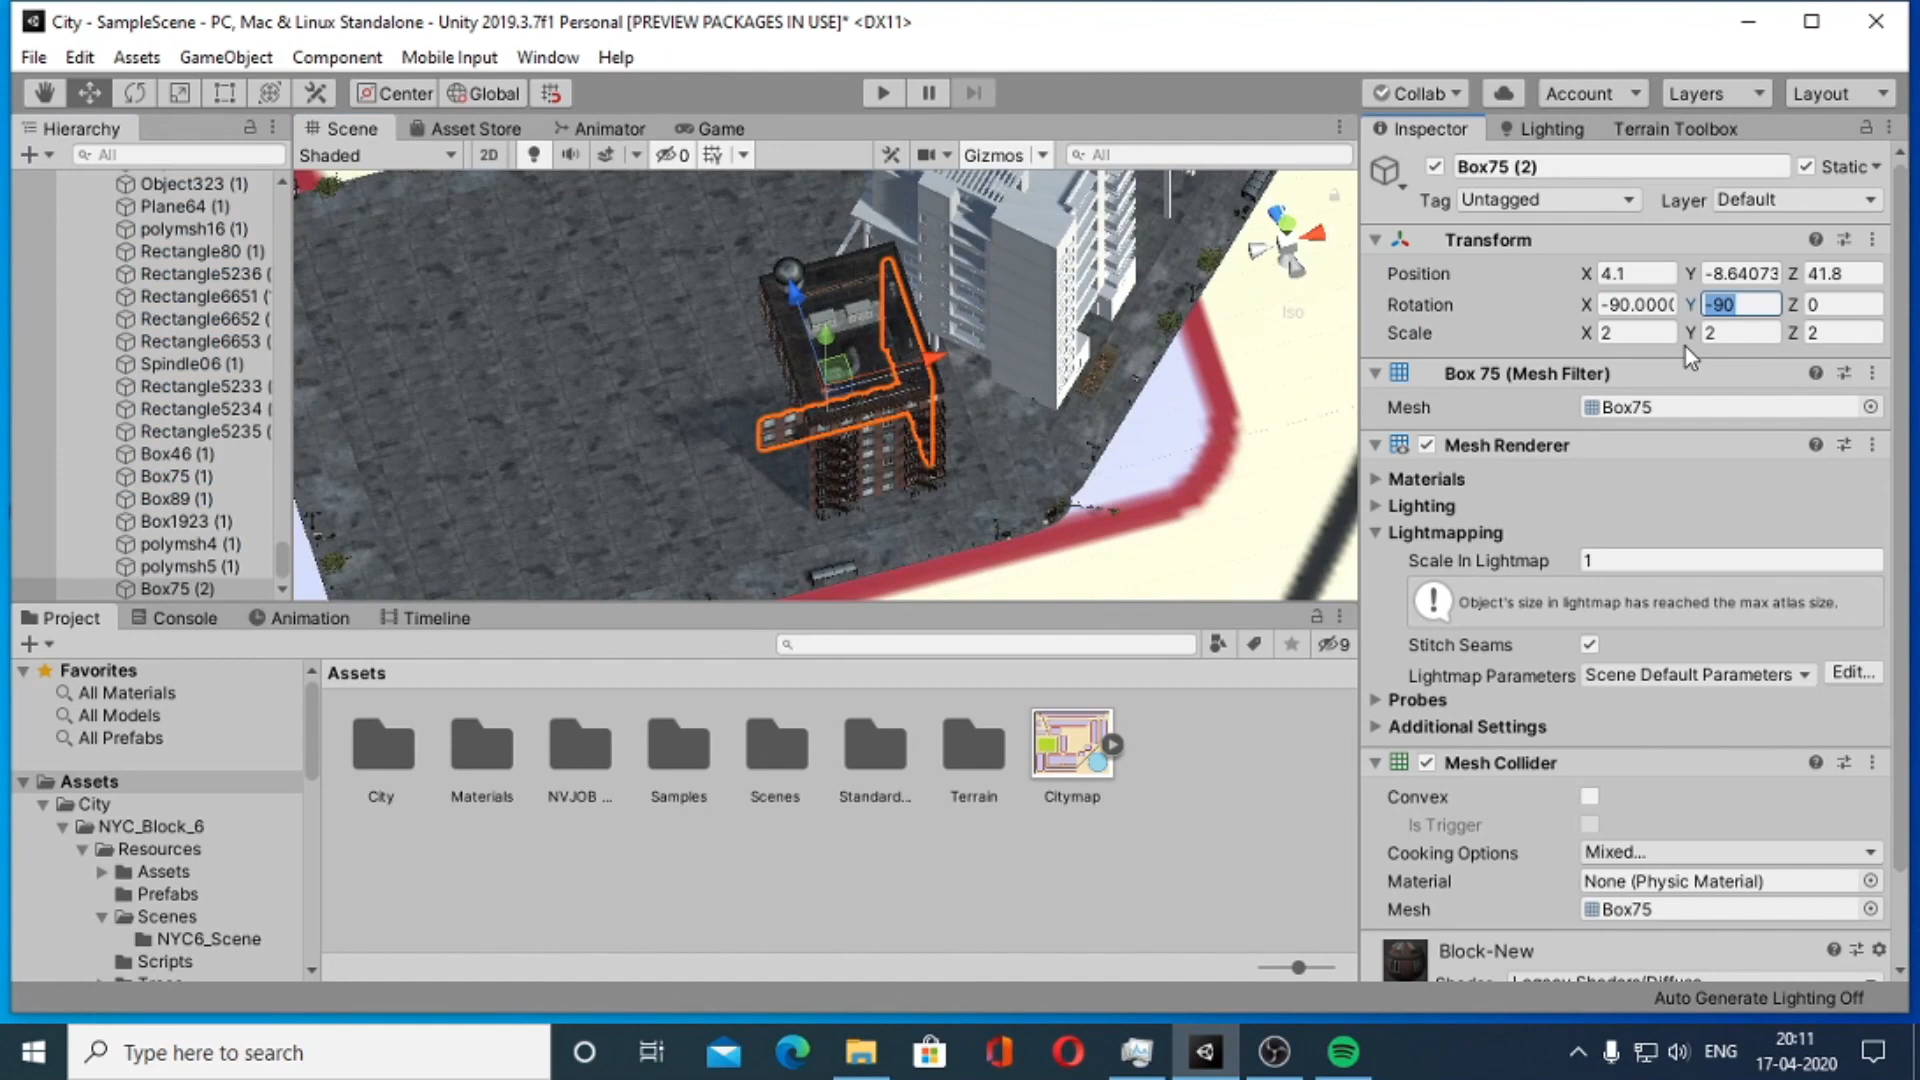 City - SampleScene - PC, Mac & Linux Standalone - Unity 2019.3.7f1 Personal [PREVIEW PACKAGES IN USE]* <DX11>
File Edit Assets GameObject Component Mobile Input Window Help
Center Global Collab Account Layers Layout
Hierarchy
All
Object323 (1)
Plane64 (1)
polymsh16 (1)
Rectangle80 (1)
Rectangle5236 (
Rectangle6651 (
Rectangle6652 (
Rectangle6653 (
Spindle06 (1)
Rectangle5233 (
Rectangle5234 (
Rectangle5235 (
Box46 (1)
Box75 (1)
Box89 (1)
Box1923 (1)
polymsh4 (1)
polymsh5 (1)
Box75 (2)
Scene Asset Store Animator Game
Shaded 2D 0 Gizmos All
Iso
Inspector Lighting Terrain Toolbox
Box75 (2) Static
Tag Untagged Layer Default
Transform
Position X 4.1 Y -8.64073 Z 41.8
Rotation X -90.000( Y -90 Z 0
Scale X 2 Y 2 Z 2
Box 75 (Mesh Filter)
Mesh Box75
Mesh Renderer
Materials
Lighting
Lightmapping
Scale In Lightmap 1
Object's size in lightmap has reached the max atlas size.
Stitch Seams
Lightmap Parameters Scene Default Parameters Edit...
Probes
Additional Settings
Mesh Collider
Convex
Is Trigger
Cooking Options Mixed...
Material None (Physic Material)
Mesh Box75
Block-New
Auto Generate Lighting Off
Project Console Animation Timeline
9
Favorites
All Materials
All Models
All Prefabs
Assets
City
NYC_Block_6
Resources
Assets
Prefabs
Scenes
NYC6_Scene
Scripts
Assets
City Materials NVJOB ... Samples Scenes Standard... Terrain Citymap
Type here to search
ENG
20:11
17-04-2020